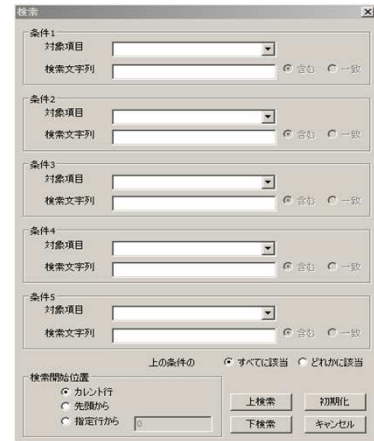 検索
条件1
対象項目
検索文字列 含む 一致
条件2
対象項目
検索文字列 含む 一致
条件3
対象項目
検索文字列 含む 一致
条件4
対象項目
検索文字列 含む 一致
条件5
対象項目
検索文字列 含む 一致
上の条件の すべてに該当 どれかに該当
検索開始位置
カレント行
先頭から
指定行から 0
上検索 初期化
下検索 キャンセル